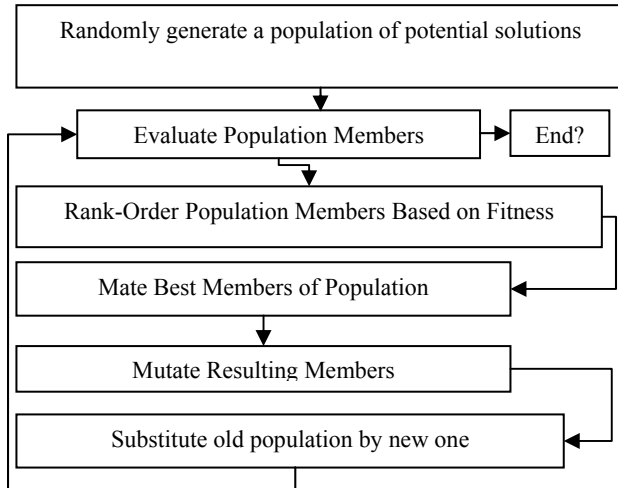 Randomly generate a population of potential solutions
Evaluate Population Members
End?
Rank-Order Population Members Based on Fitness
Mate Best Members of Population
Mutate Resulting Members
Substitute old population by new one